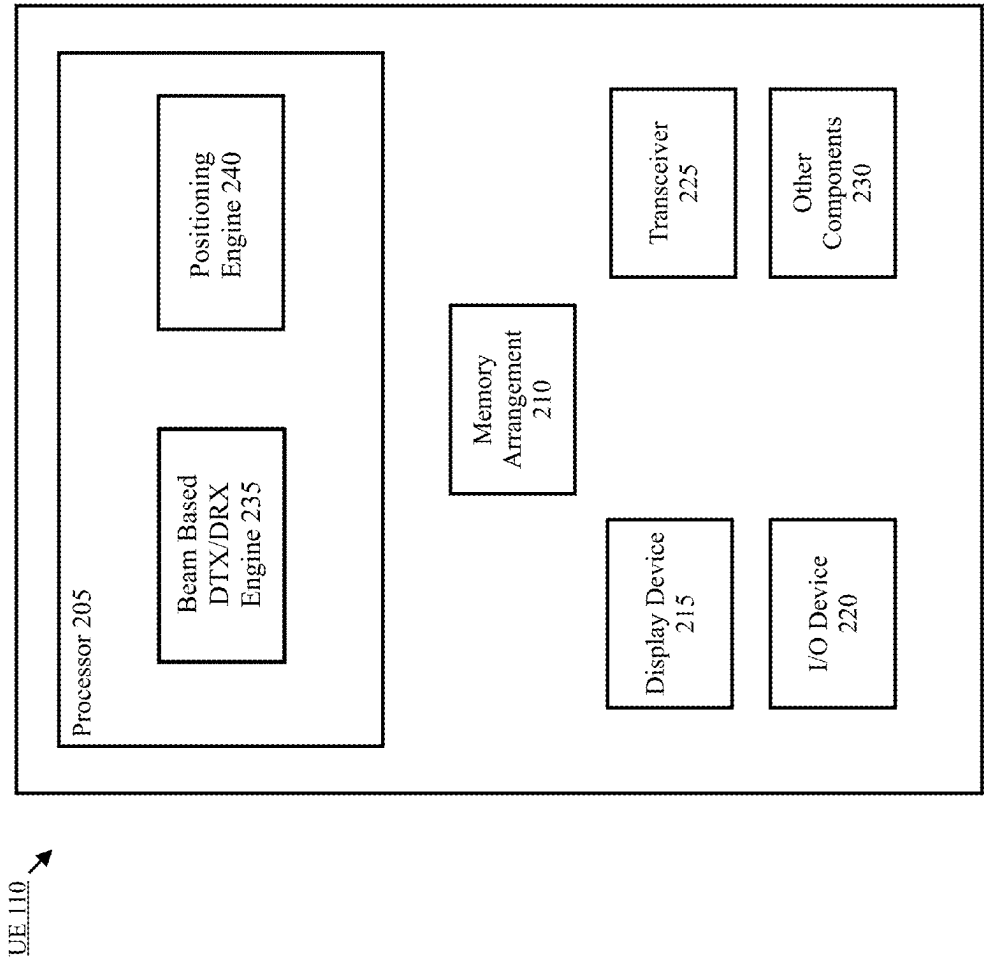 UE 110
Processor 205
Beam Based
DTX/DRX
Engine 235
Positioning
Engine 240
Memory
Arrangement
210
Display Device
215
Transceiver
225
I/O Device
220
Other
Components
230